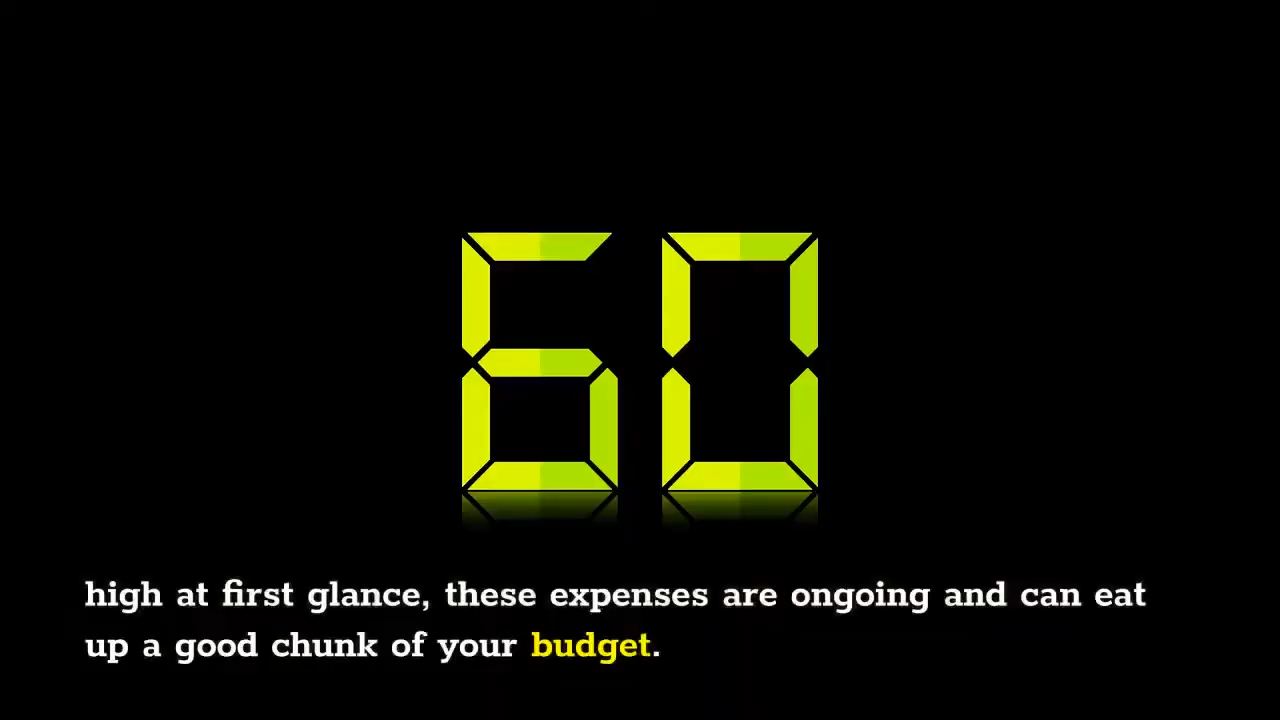 60
high at first glance, these expenses are ongoing and can eat
up a good chunk of your budget.